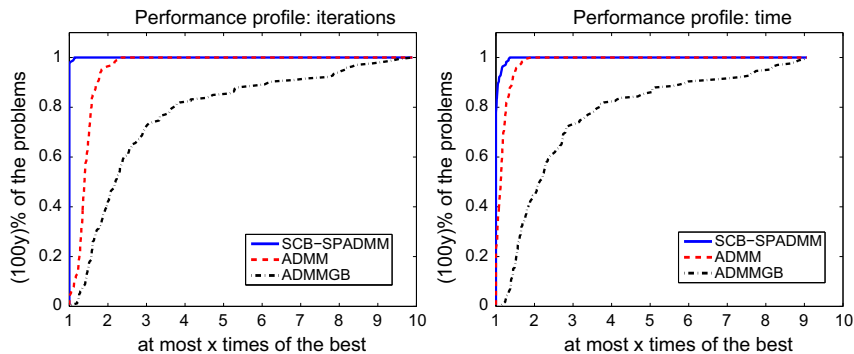 Performance profile: iterations
1
0.8
0.6
0.4
0.2
0
(100y)% of the problems
SCB−SPADMM
ADMM
ADMMGB
1 2 3 4 5 6 7 8 9 10
at most x times of the best
Performance profile: time
1
0.8
0.6
0.4
0.2
0
(100y)% of the problems
SCB−SPADMM
ADMM
ADMMGB
1 2 3 4 5 6 7 8 9 10
at most x times of the best